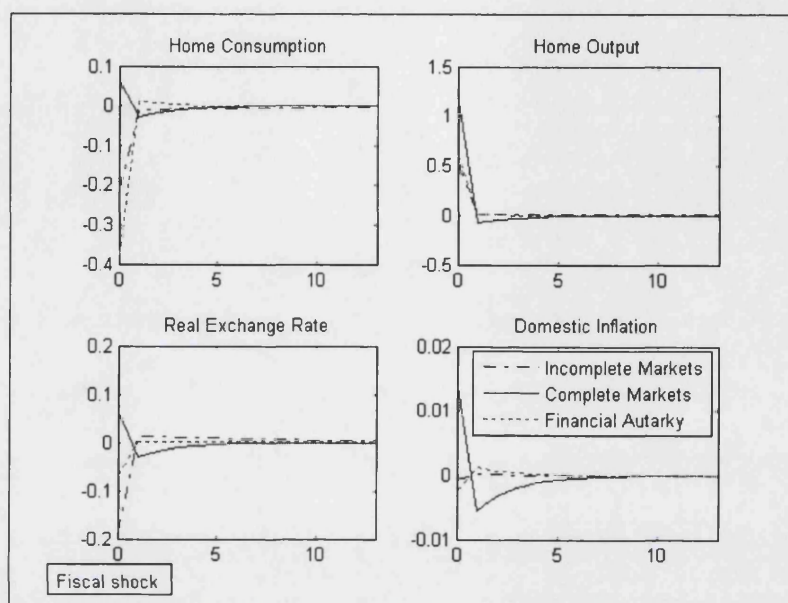 Home Consumption
0.1
0
-0.1
-0.2
-0.3
-0.4
0 5 10
Home Output
1.5
1
0.5
0
-0.5
0 5 10
Real Exchange Rate
0.2
0.1
0
-0.1
-0.2
0 5 10
Domestic Inflation
0.02
0.01
0
-0.01
0 5 10
Incomplete Markets
Complete Markets
Financial Autarky
Fiscal shock